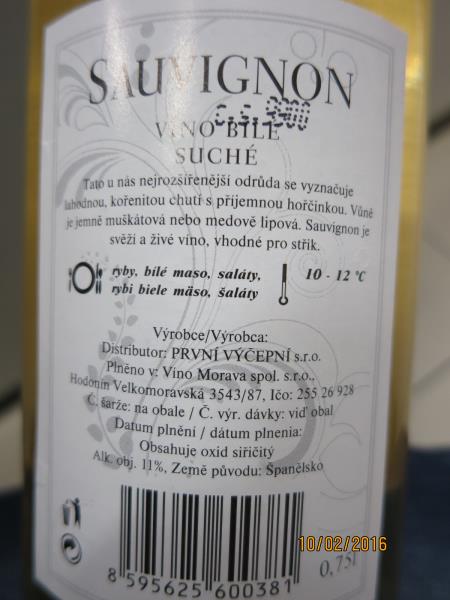 SAUVIGNON
Č.Š. 9400
VÍNO BÍLÉ
SUCHÉ
Tato u nás nejrozšířenější odrůda se vyznačuje
lahodnou, kořenitou chutí s příjemnou hořčinkou. Vůně
je jemně muškátová nebo medově lipová. Sauvignon je
svěží a živé víno, vhodné pro střik.
ryby, bílé maso, saláty,
rybi biele mäso, šaláty
10 - 12 °C
Výrobce/Výrobca:
Distributor: PRVNÍ VÝČEPNÍ s.r.o.
Plněno v: Víno Morava spol. s.r.o.,
Hodonín Velkomoravská 3543/87, Ičo: 255 26 928
Č. šarže: na obale / Č. výr. dávky: viď obal
Datum plnění / dátum plnenia:
Obsahuje oxid siřičitý
Alk. obj. 11%, Země původu: Španělsko
8 595625 600381
0,75l
10/02/2016